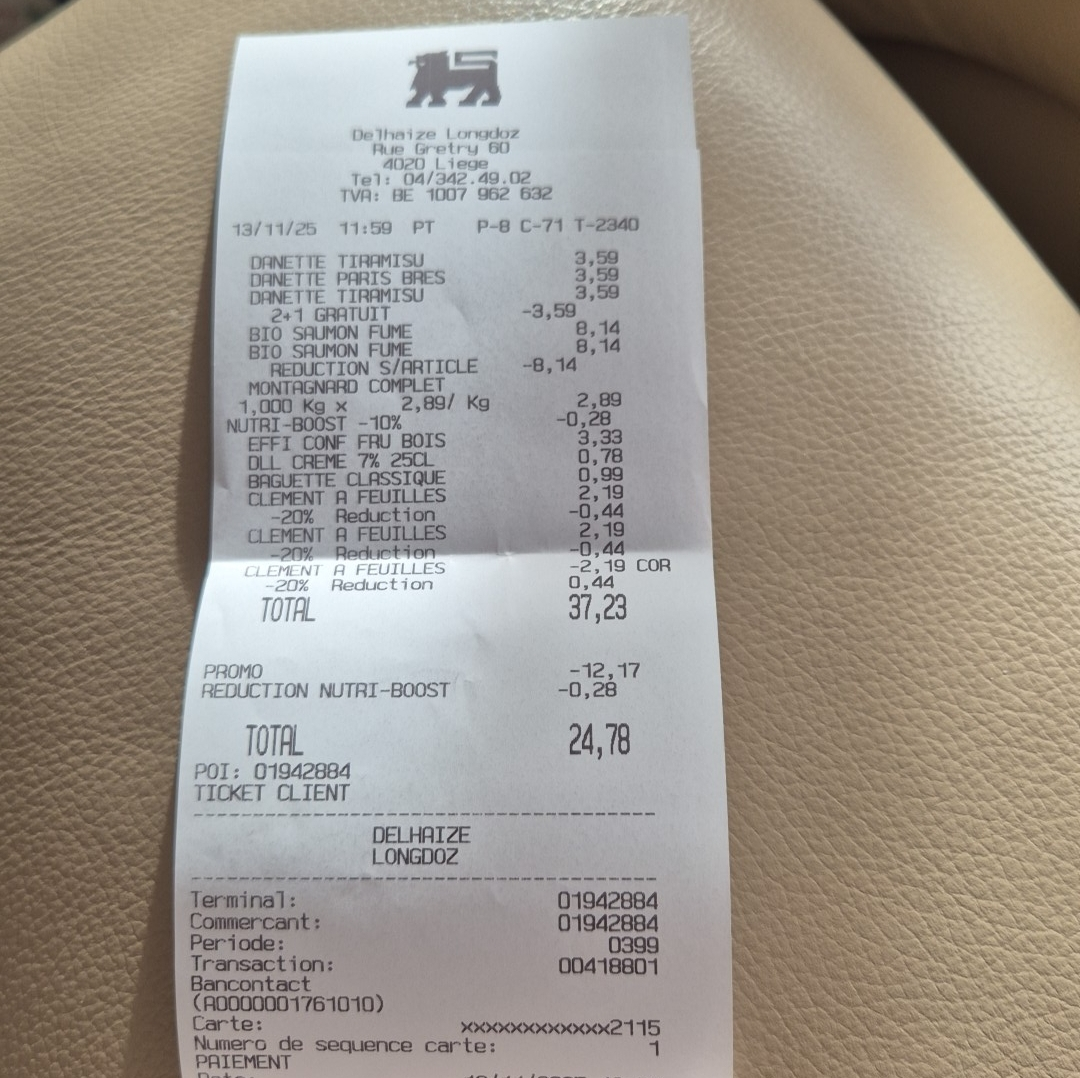 Delhaize Longdoz
Rue Gretry 60
4020 Liege
Tel: 04/342.49.02
TVA: BE 1007 962 632
13/11/25 11:59 PT P-8 C-71 T-2340
DANETTE TIRAMISU 3,59
DANETTE PARIS BRES 3,59
DANETTE TIRAMISU 3,59
2+1 GRATUIT -3,59
BIO SAUMON FUME 8,14
BIO SAUMON FUME 8,14
REDUCTION S/ARTICLE -8,14
MONTAGNARD COMPLET
1,000 Kg x 2,89/ Kg 2,89
NUTRI-BOOST -10% -0,28
EFFI CONF FRU BOIS 3,33
DLL CREME 7% 25CL 0,78
BAGUETTE CLASSIQUE 0,99
CLEMENT A FEUILLES 2,19
-20% Reduction -0,44
CLEMENT A FEUILLES 2,19
-20% Reduction -0,44
CLEMENT A FEUILLES -2,19 COR
-20% Reduction 0,44
TOTAL 37,23
PROMO -12,17
REDUCTION NUTRI-BOOST -0,28
TOTAL 24,78
POI: 01942884
TICKET CLIENT
DELHAIZE
LONGDOZ
Terminal: 01942884
Commercant: 01942884
Periode: 0399
Transaction: 00418801
Bancontact
(A0000001761010)
Carte: xxxxxxxxxxxxx2115
Numero de sequence carte: 1
PAIEMENT